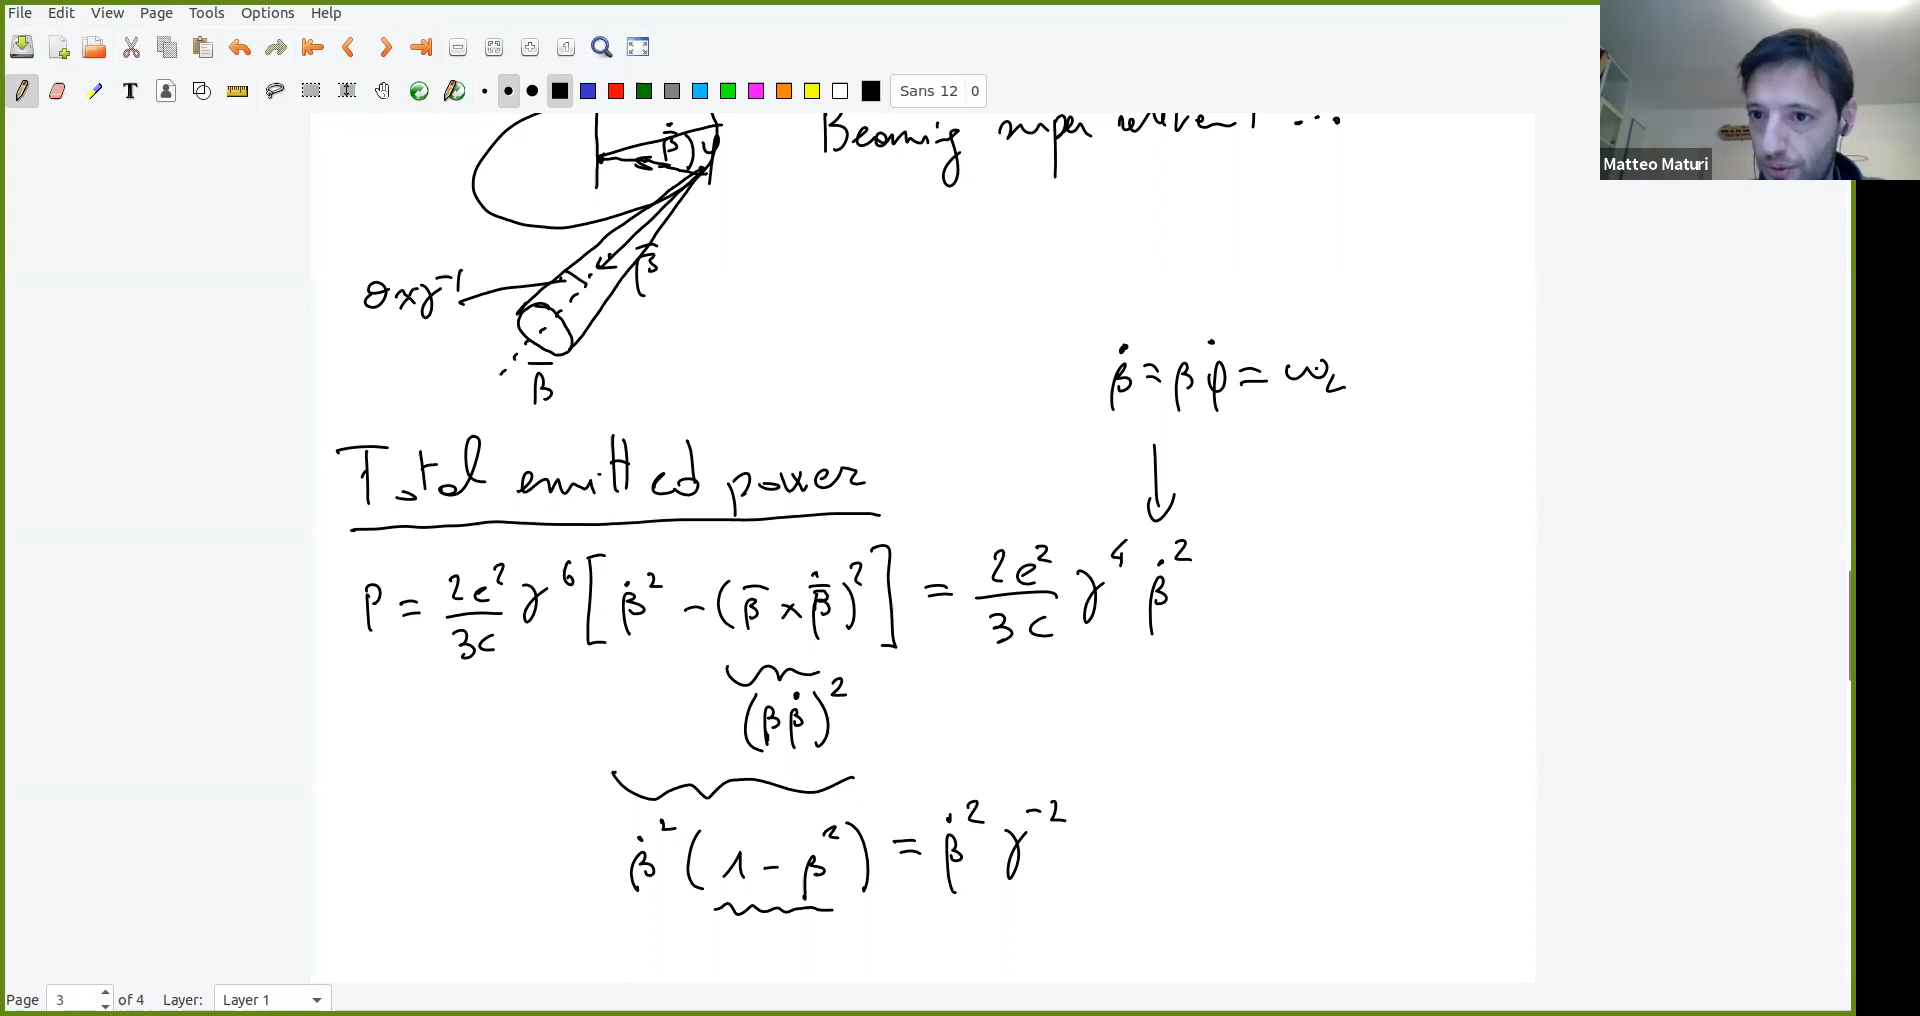 File Edit View Page Tools Options Help
Sans 12 0
Matteo Maturi
Beaming super relevant ...
β̇ φ
β̄
θ ∝ γ⁻¹
β̄
β̇ = β φ̇ = ω_L
Total emitted power
P = 2e²/3c γ⁶ [β̇² - (β̄ × β̄̇)²] = 2e²/3c γ⁴ β̇²
(ββ̇)²
β̇² (1 - β²) = β̇² γ⁻²
Page 3 of 4 Layer: Layer 1